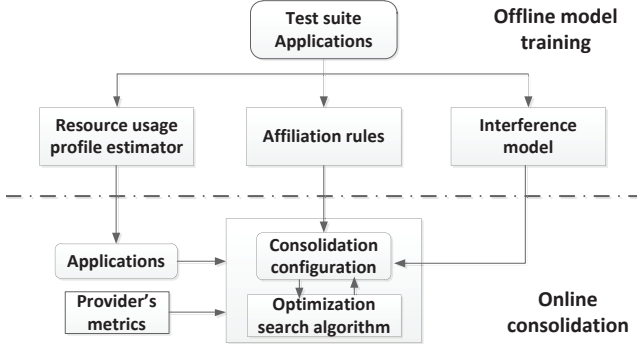 Test suite
Applications
Offline model
training
Resource usage
profile estimator
Affiliation rules
Interference
model
Applications
Consolidation
configuration
Provider's
metrics
Optimization
search algorithm
Online
consolidation